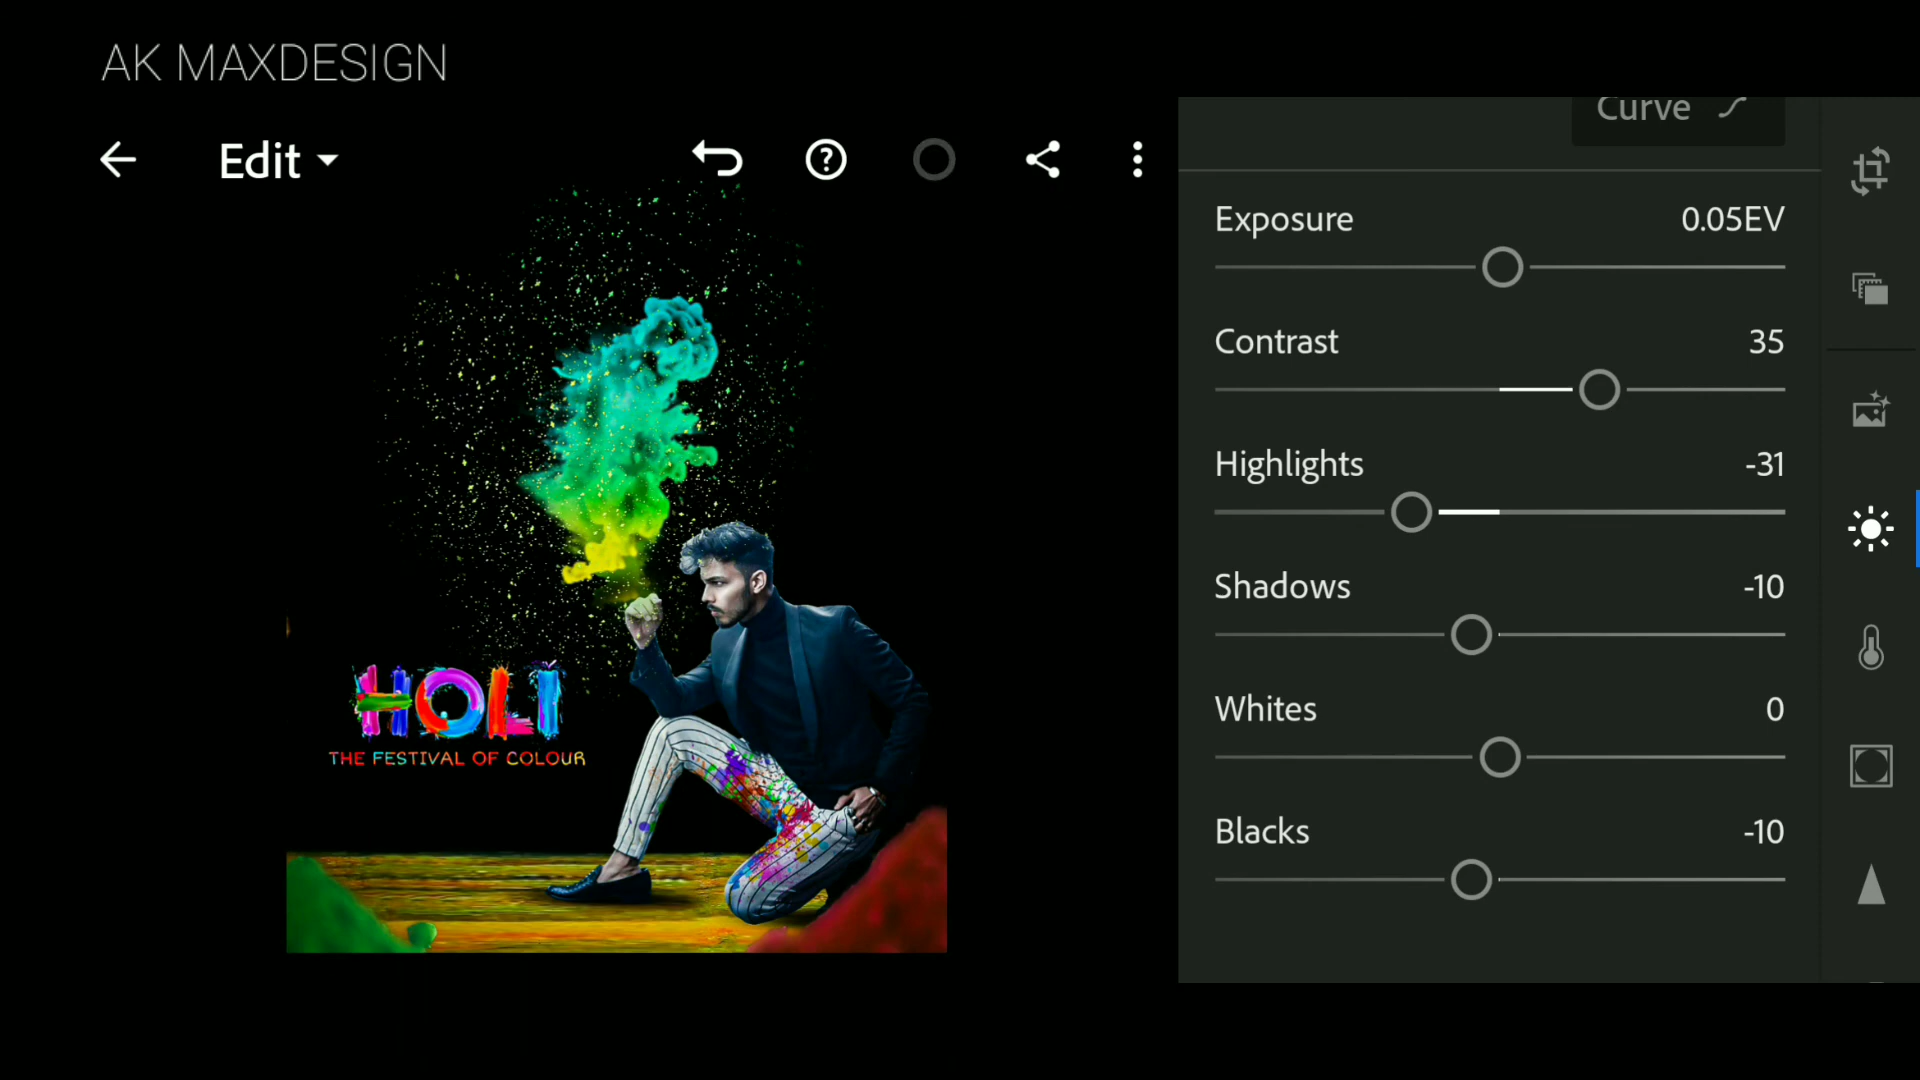 AK MAXDESIGN
Edit
Curve
Exposure 0.05EV
Contrast 35
Highlights -31
Shadows -10
Whites 0
Blacks -10
HOLI
THE FESTIVAL OF COLOUR